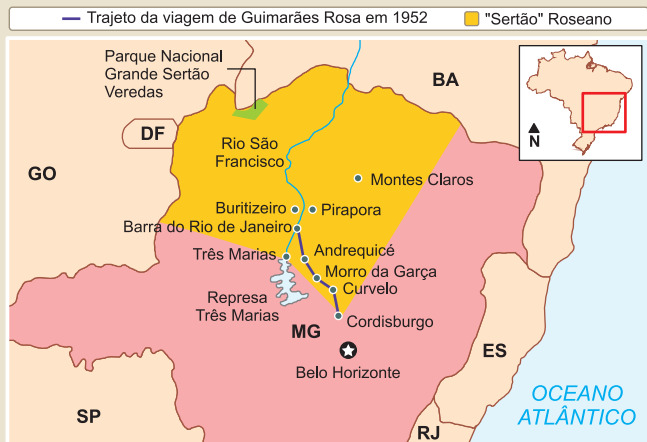 Trajeto da viagem de Guimarães Rosa em 1952
"Sertão" Roseano
Parque Nacional
Grande Sertão
Veredas
BA
N
DF
Rio São
Francisco
GO
Montes Claros
Buritizeiro
Pirapora
Barra do Rio de Janeiro
Três Marias
Andrequicé
Morro da Garça
Curvelo
Represa
Três Marias
Cordisburgo
MG
ES
Belo Horizonte
OCEANO
ATLÂNTICO
SP
RJ